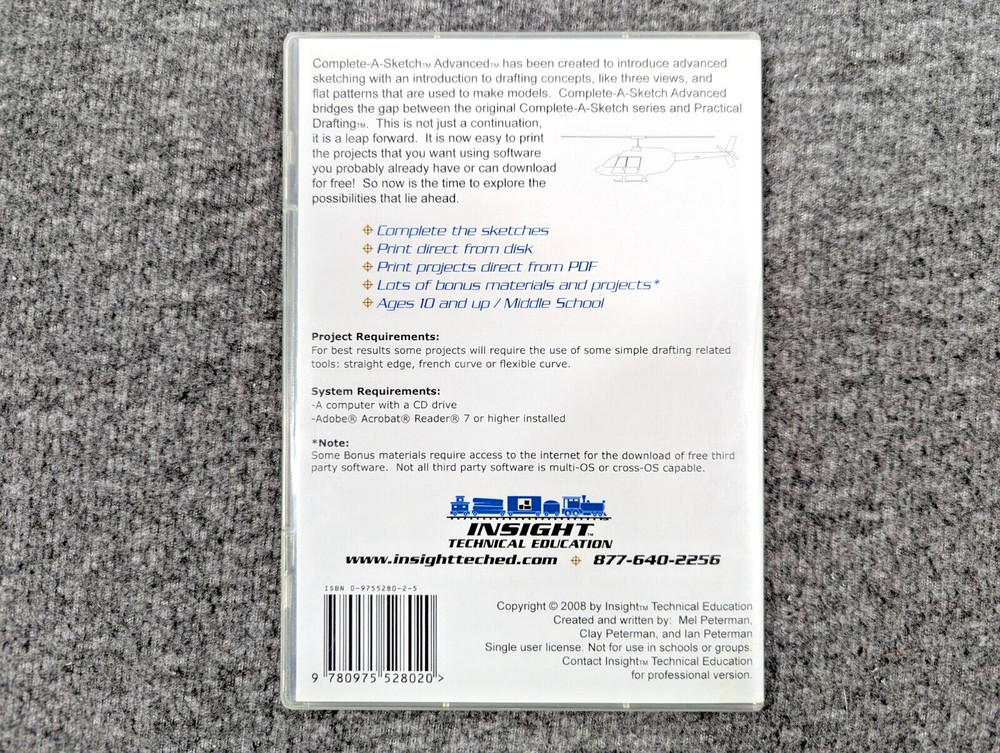 Complete-A-Sketch™ Advanced™ has been created to introduce advanced
sketching with an introduction to drafting concepts, like three views, and
flat patterns that are used to make models. Complete-A-Sketch Advanced
bridges the gap between the original Complete-A-Sketch series and Practical
Drafting™. This is not just a continuation,
it is a leap forward. It is now easy to print
the projects that you want using software
you probably already have or can download
for free! So now is the time to explore the
possibilities that lie ahead.
Complete the sketches
Print direct from disk
Print projects direct from PDF
Lots of bonus materials and projects*
Ages 10 and up / Middle School
Project Requirements:
For best results some projects will require the use of some simple drafting related
tools: straight edge, french curve or flexible curve.
System Requirements:
-A computer with a CD drive
-Adobe® Acrobat® Reader® 7 or higher installed
*Note:
Some Bonus materials require access to the internet for the download of free third
party software. Not all third party software is multi-OS or cross-OS capable.
INSIGHT™
TECHNICAL EDUCATION
www.insightteched.com 877-640-2256
ISBN 0-9755280-2-5
9 780975 528020 >
Copyright © 2008 by Insight™ Technical Education
Created and written by: Mel Peterman,
Clay Peterman, and Ian Peterman
Single user license. Not for use in schools or groups.
Contact Insight™ Technical Education
for professional version.